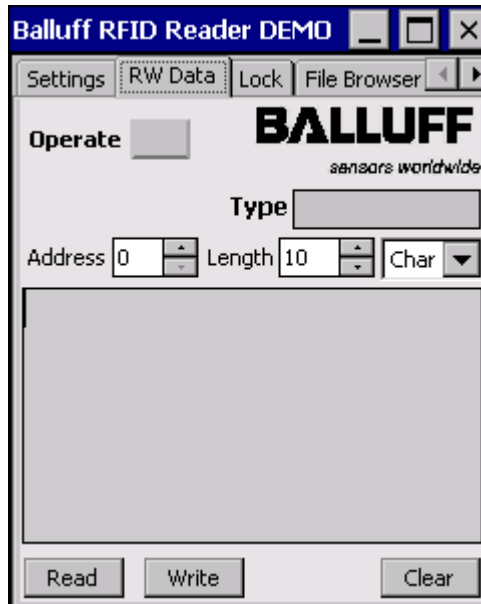 Balluff RFID Reader DEMO
Settings RW Data Lock File Browser
Operate BALLUFF
sensors worldwide
Type
Address 0 Length 10 Char
Read Write Clear